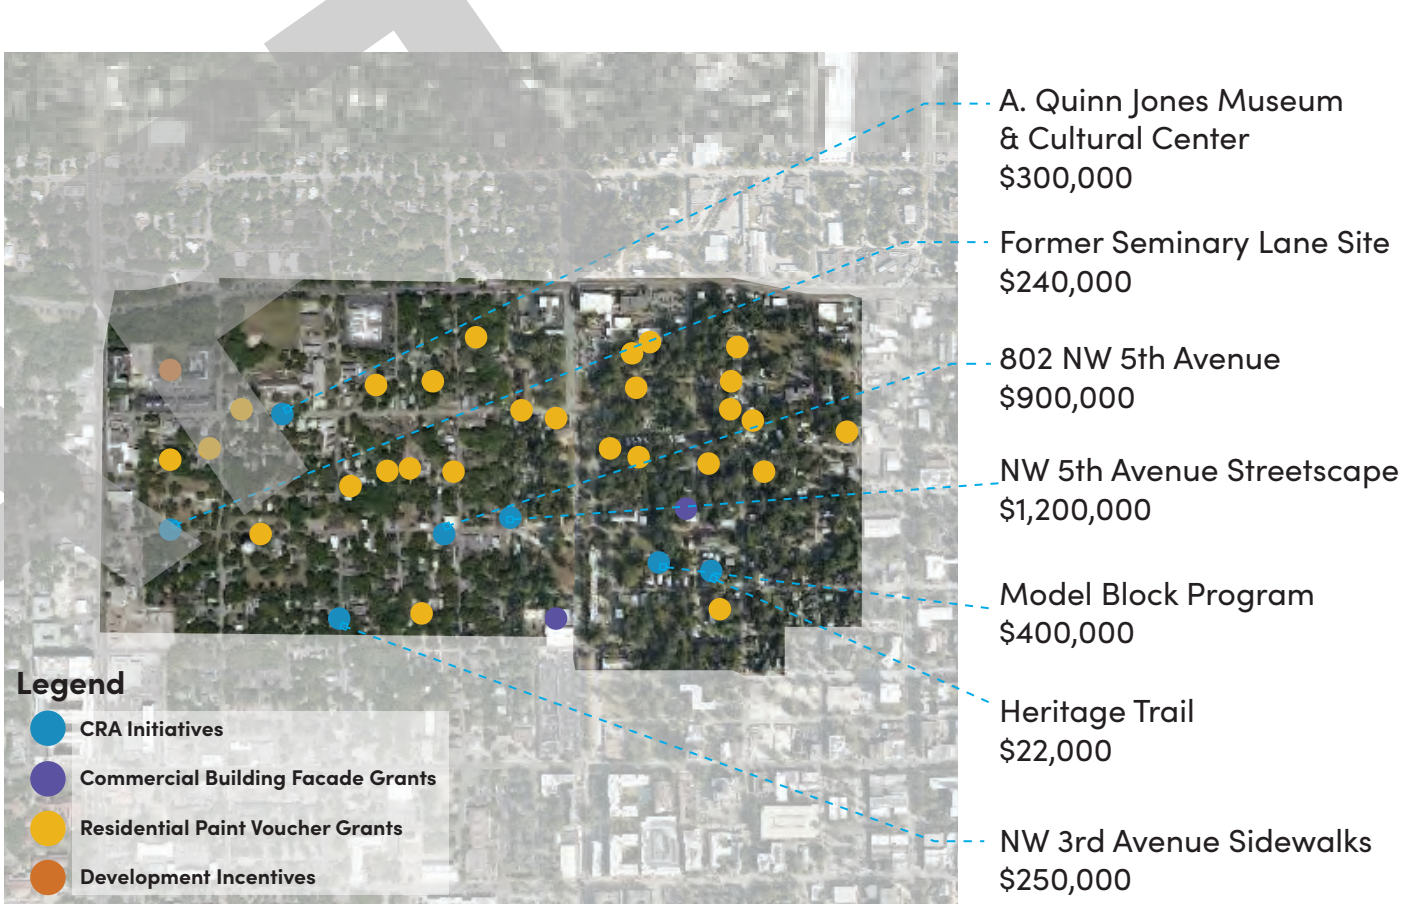 A. Quinn Jones Museum
& Cultural Center
$300,000
Former Seminary Lane Site
$240,000
802 NW 5th Avenue
$900,000
NW 5th Avenue Streetscape
$1,200,000
Model Block Program
$400,000
Heritage Trail
$22,000
NW 3rd Avenue Sidewalks
$250,000
Legend
CRA Initiatives
Commercial Building Facade Grants
Residential Paint Voucher Grants
Development Incentives